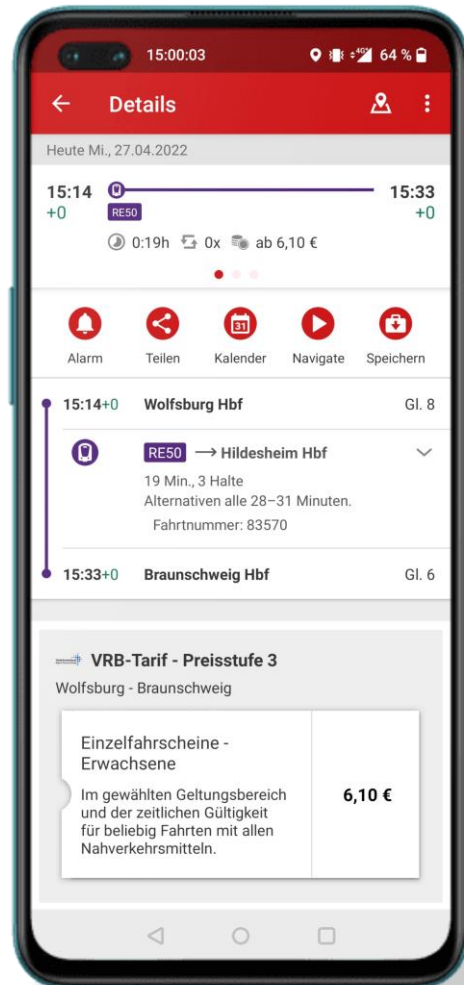 15:00:03 4G+ 64 %
Details
Heute Mi., 27.04.2022
15:14 15:33
+0 RE50 +0
0:19h 0x ab 6,10 €
31
Alarm Teilen Kalender Navigate Speichern
15:14+0 Wolfsburg Hbf Gl. 8
RE50 → Hildesheim Hbf
19 Min., 3 Halte
Alternativen alle 28–31 Minuten.
Fahrtnummer: 83570
15:33+0 Braunschweig Hbf Gl. 6
VRB-Tarif - Preisstufe 3
Wolfsburg - Braunschweig
Einzelfahrscheine -
Erwachsene
Im gewählten Geltungsbereich
und der zeitlichen Gültigkeit
für beliebig Fahrten mit allen
Nahverkehrsmitteln.
6,10 €